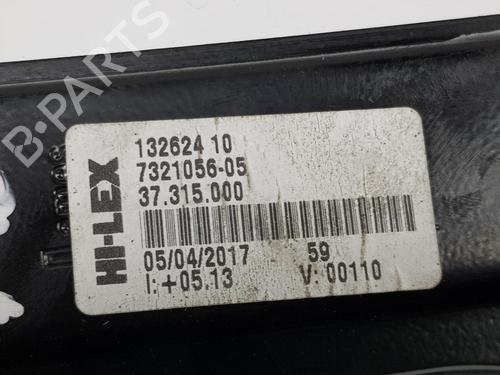 B-PARTS
HI-LEX
132624 10
7321056-05
37.315.000
05/04/2017 59
I:+05.13 V: 00110